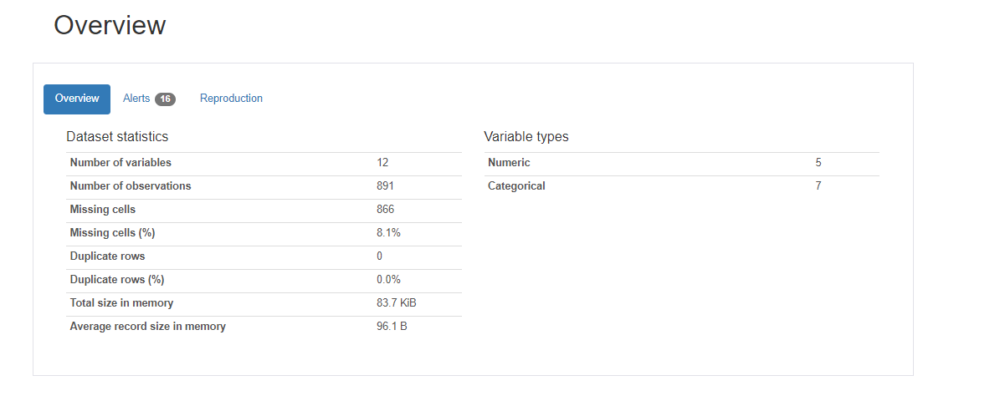 Overview
Overview Alerts 16 Reproduction
Dataset statistics
Number of variables 12
Number of observations 891
Missing cells 866
Missing cells (%) 8.1%
Duplicate rows 0
Duplicate rows (%) 0.0%
Total size in memory 83.7 KiB
Average record size in memory 96.1 B
Variable types
Numeric 5
Categorical 7